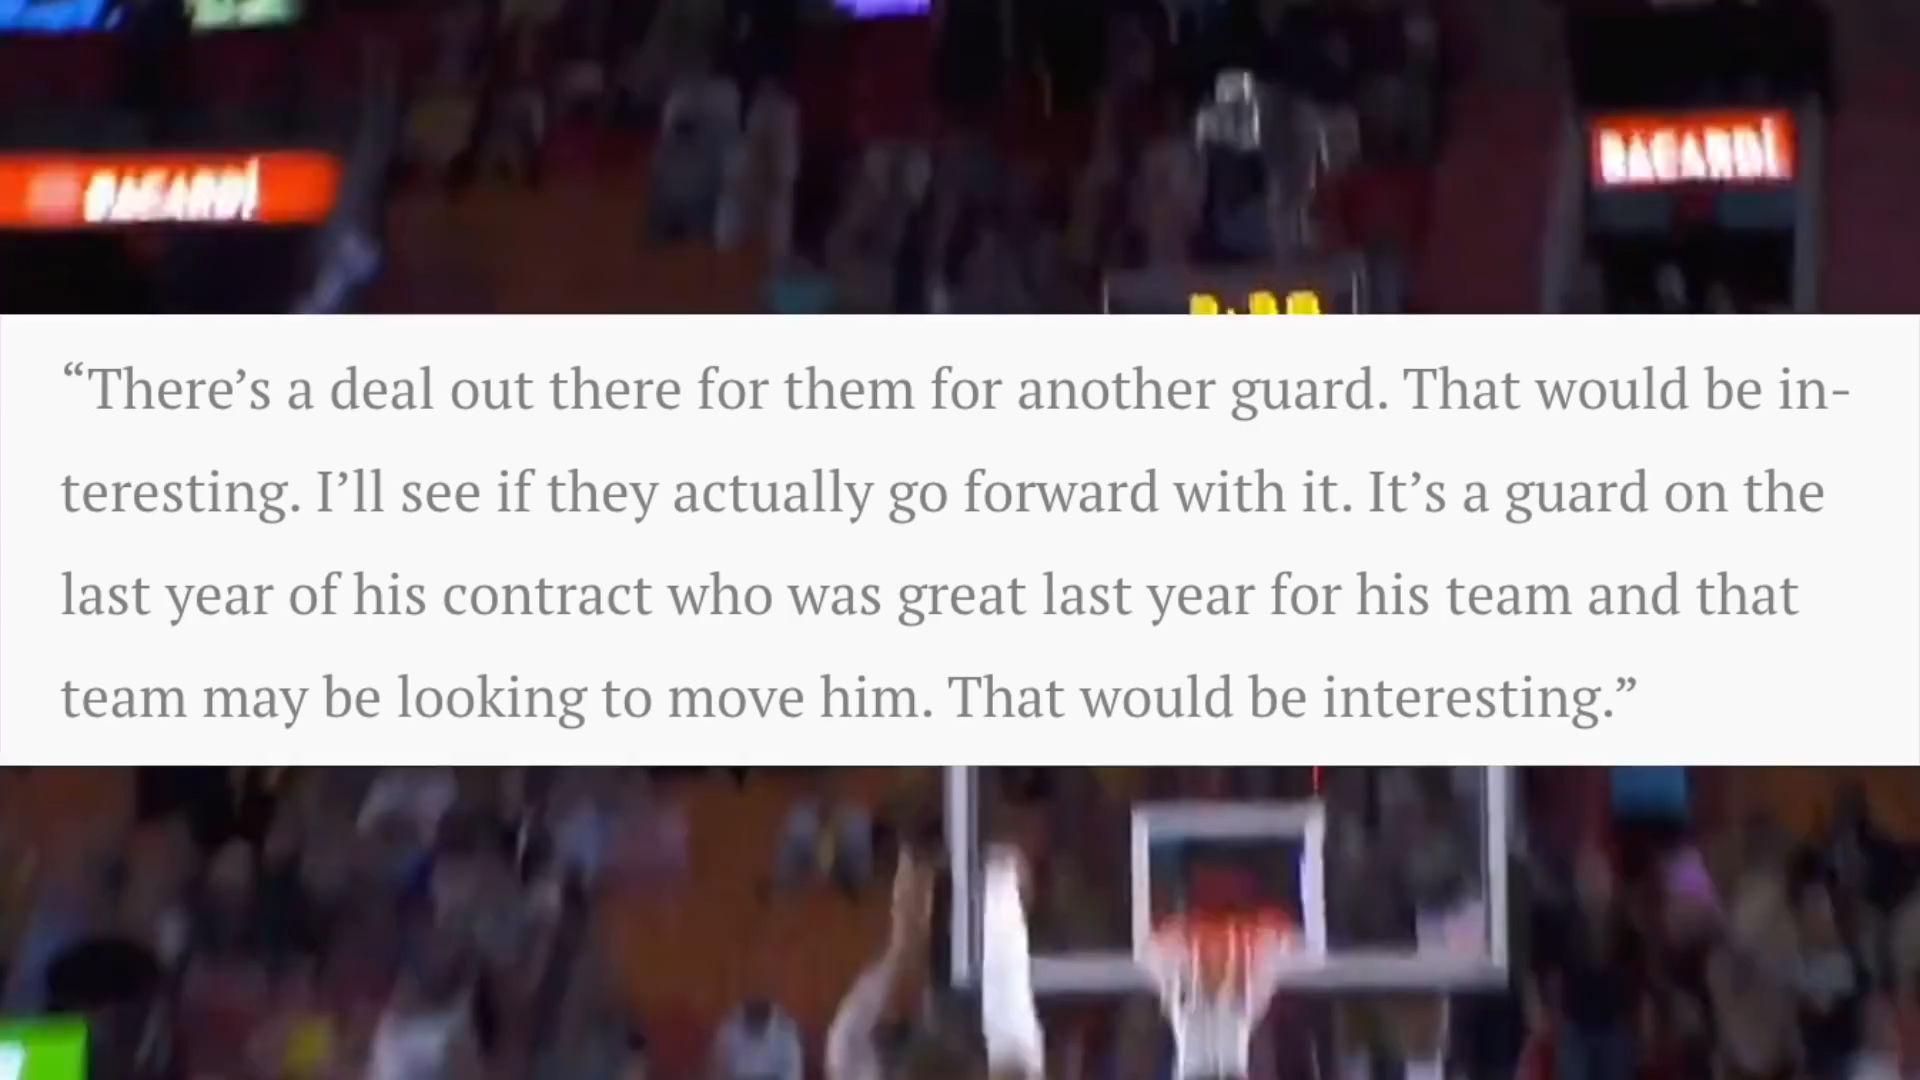 BACARDÍ
BACARDÍ
“There’s a deal out there for them for another guard. That would be in-
teresting. I’ll see if they actually go forward with it. It’s a guard on the
last year of his contract who was great last year for his team and that
team may be looking to move him. That would be interesting.”